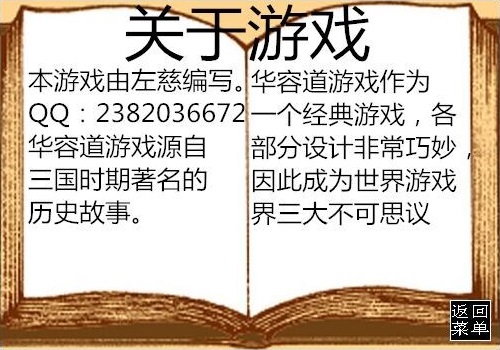 关于游戏
本游戏由左慈编写。
QQ：2382036672
华容道游戏源自
三国时期著名的
历史故事。
华容道游戏作为
一个经典游戏，各
部分设计非常巧妙，
因此成为世界游戏
界三大不可思议
返回
菜单